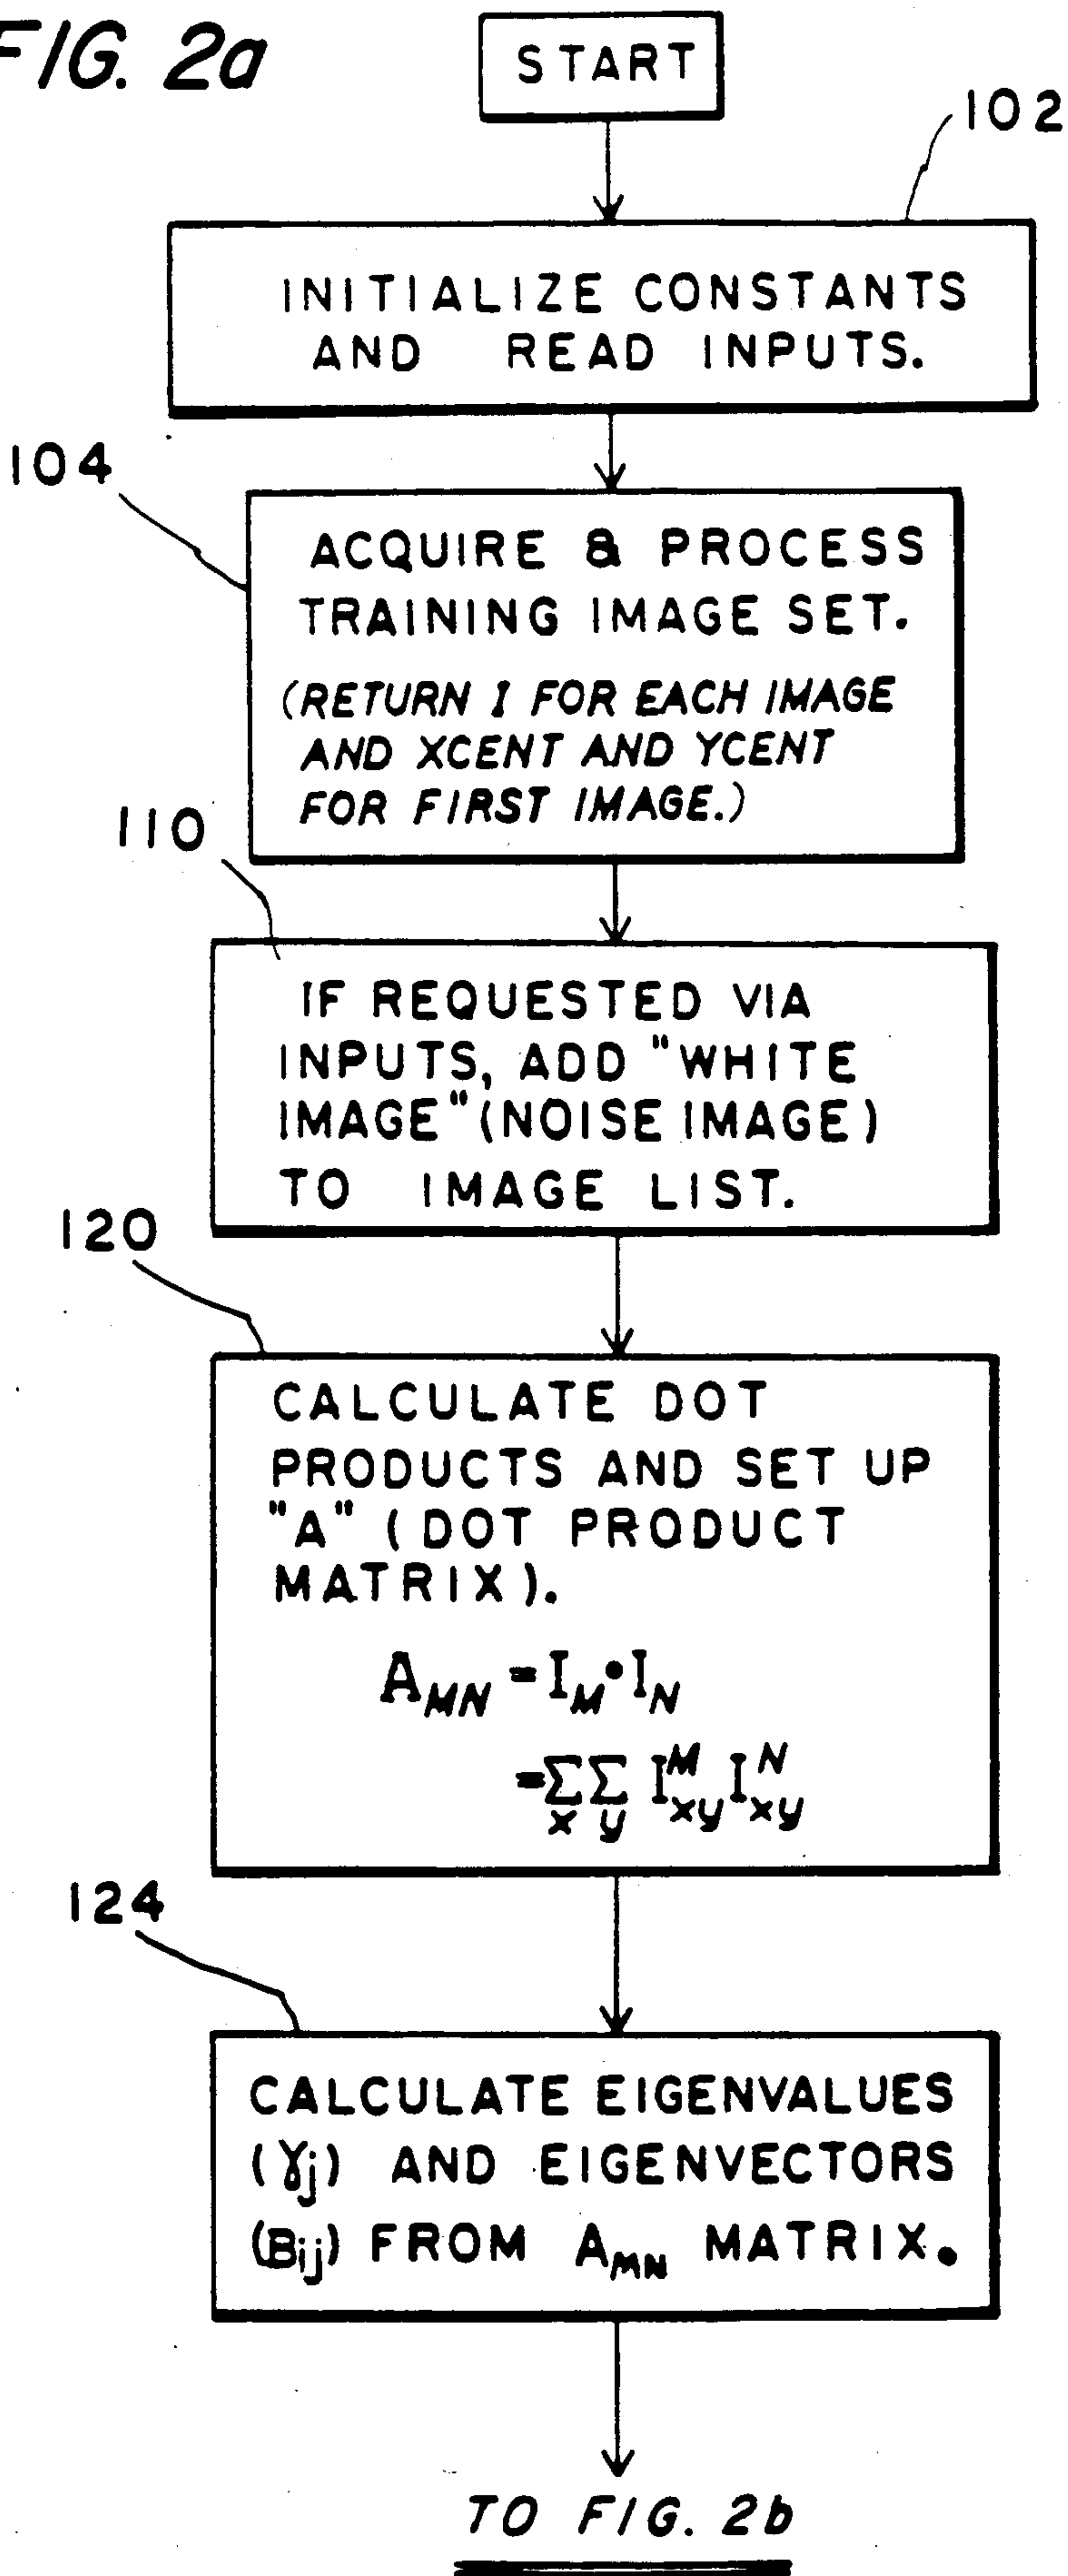 FIG. 2a
START
102
INITIALIZE CONSTANTS
AND READ INPUTS.
104
ACQUIRE & PROCESS
TRAINING IMAGE SET.
(RETURN I FOR EACH IMAGE
AND XCENT AND YCENT
FOR FIRST IMAGE.)
110
IF REQUESTED VIA
INPUTS, ADD "WHITE
IMAGE" (NOISE IMAGE)
TO IMAGE LIST.
120
CALCULATE DOT
PRODUCTS AND SET UP
"A" (DOT PRODUCT
MATRIX).
A_MN = I_M • I_N
= Σ_x Σ_y I^M_xy I^N_xy
124
CALCULATE EIGENVALUES
(γj) AND EIGENVECTORS
(Bij) FROM A_MN MATRIX.
TO FIG. 2b